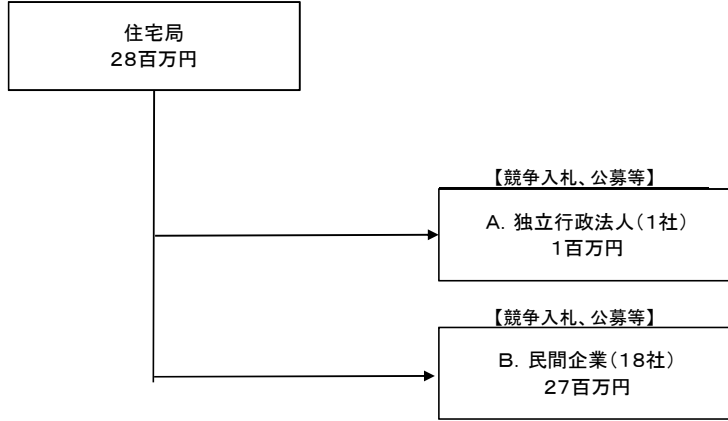 住宅局
28百万円
【競争入札、公募等】
A. 独立行政法人(1社)
1百万円
【競争入札、公募等】
B. 民間企業(18社)
27百万円